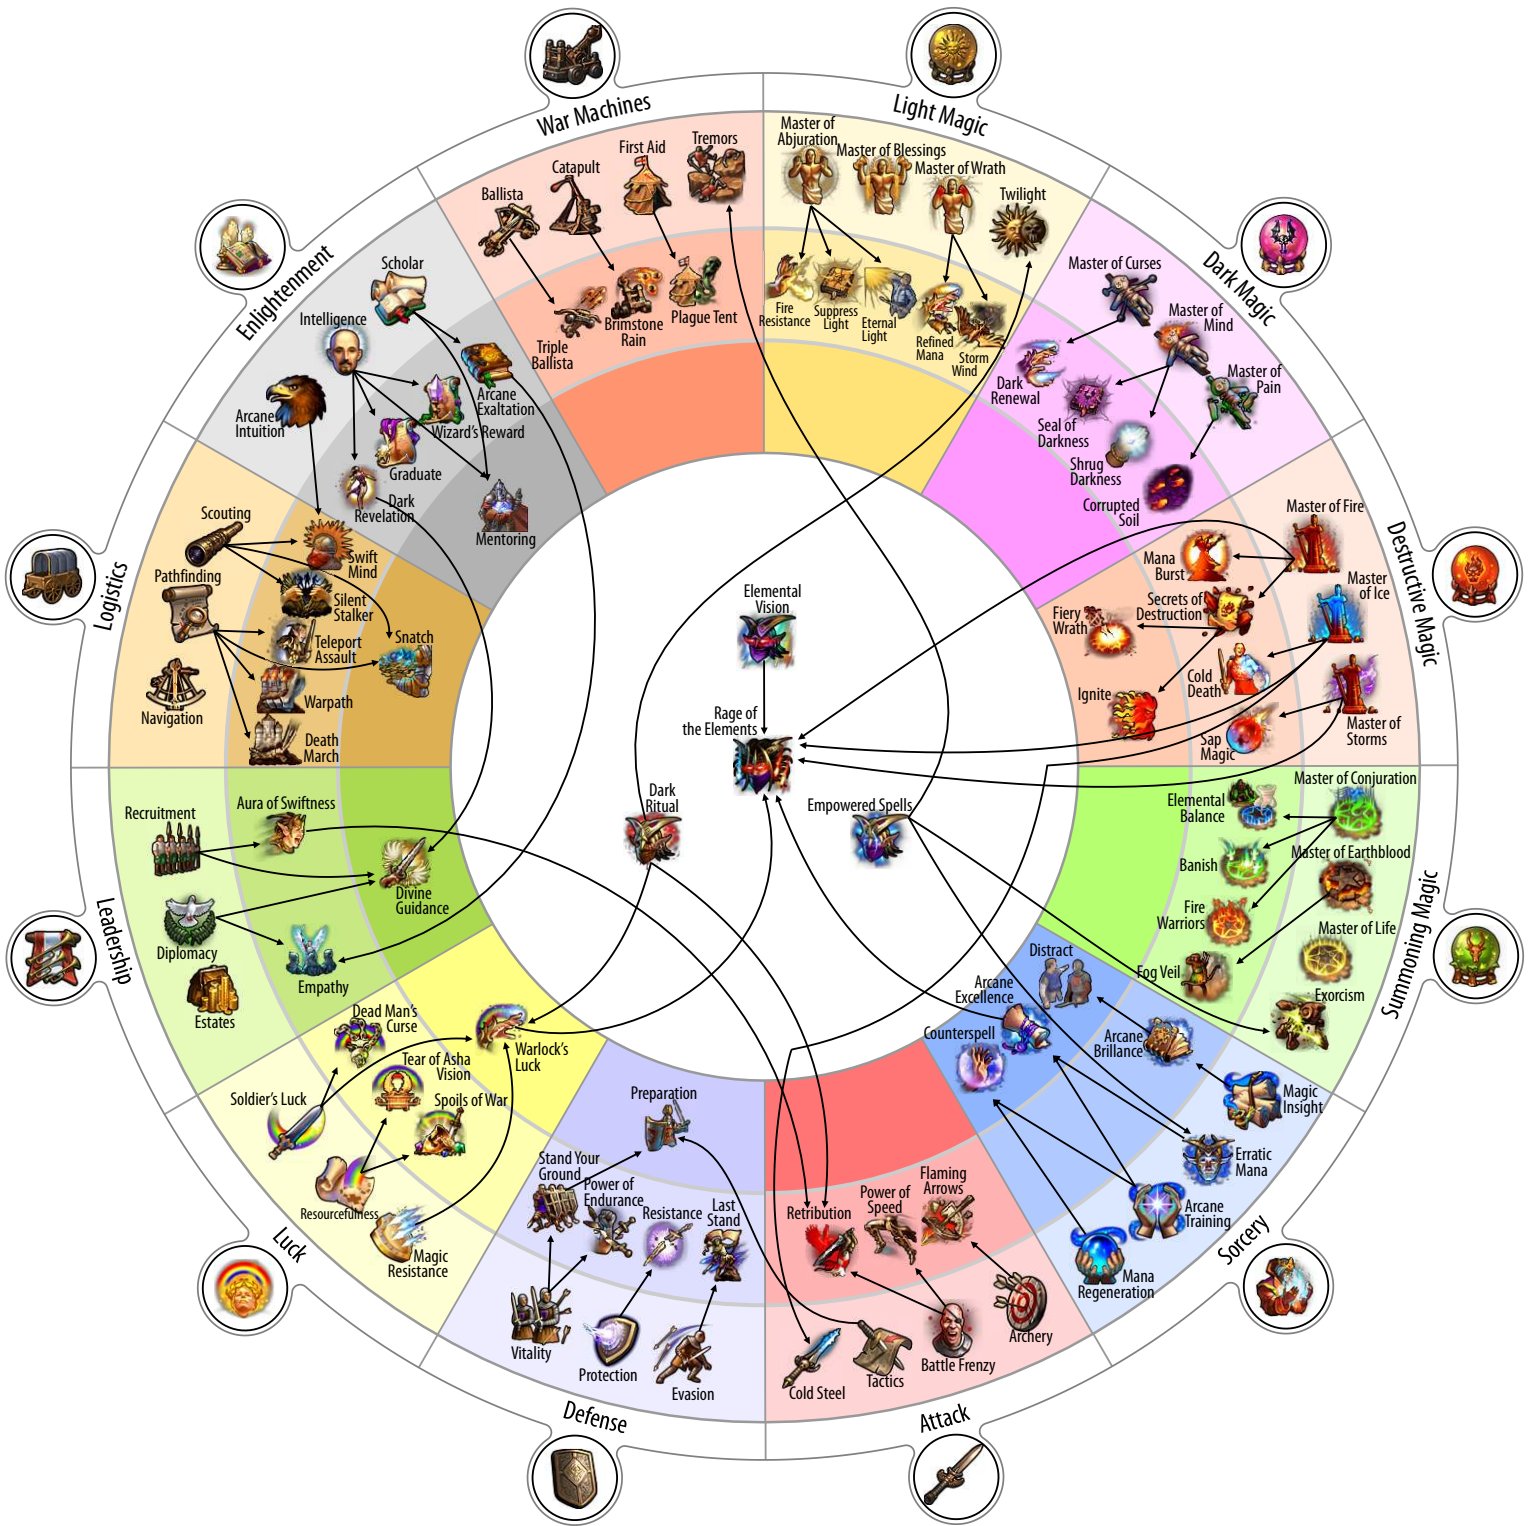 War Machines
Light Magic
Dark Magic
Destructive Magic
Summoning Magic
Sorcery
Attack
Defense
Luck
Leadership
Logistics
Enlightenment
Ballista
Catapult
First Aid
Tremors
Triple
Ballista
Brimstone
Rain
Plague Tent
Master of
Abjuration
Master of Blessings
Master of Wrath
Twilight
Fire
Resistance
Suppress
Light
Eternal
Light
Refined
Mana
Storm
Wind
Master of Curses
Master of
Mind
Master of
Pain
Dark
Renewal
Seal of
Darkness
Shrug
Darkness
Corrupted
Soil
Master of Fire
Master
of Ice
Master of
Storms
Mana
Burst
Secrets of
Destruction
Fiery
Wrath
Cold
Death
Ignite
Sap
Magic
Master of Conjuration
Elemental
Balance
Banish
Master of Earthblood
Fire
Warriors
Master of Life
Fog Veil
Exorcism
Distract
Arcane
Excellence
Counterspell
Arcane
Brillance
Magic
Insight
Erratic
Mana
Arcane
Training
Mana
Regeneration
Retribution
Power of
Speed
Flaming
Arrows
Cold Steel
Tactics
Battle Frenzy
Archery
Preparation
Stand Your
Ground
Power of
Endurance
Resistance
Last
Stand
Vitality
Protection
Evasion
Dead Man's
Curse
Tear of Asha
Vision
Spoils of War
Warlock's
Luck
Soldier's Luck
Resourcefulness
Magic
Resistance
Recruitment
Aura of Swiftness
Divine
Guidance
Diplomacy
Empathy
Estates
Scouting
Pathfinding
Navigation
Swift
Mind
Silent
Stalker
Teleport
Assault
Snatch
Warpath
Death
March
Scholar
Intelligence
Arcane
Intuition
Arcane
Exaltation
Wizard's Reward
Graduate
Dark
Revelation
Mentoring
Elemental
Vision
Rage of
the Elements
Dark
Ritual
Empowered Spells